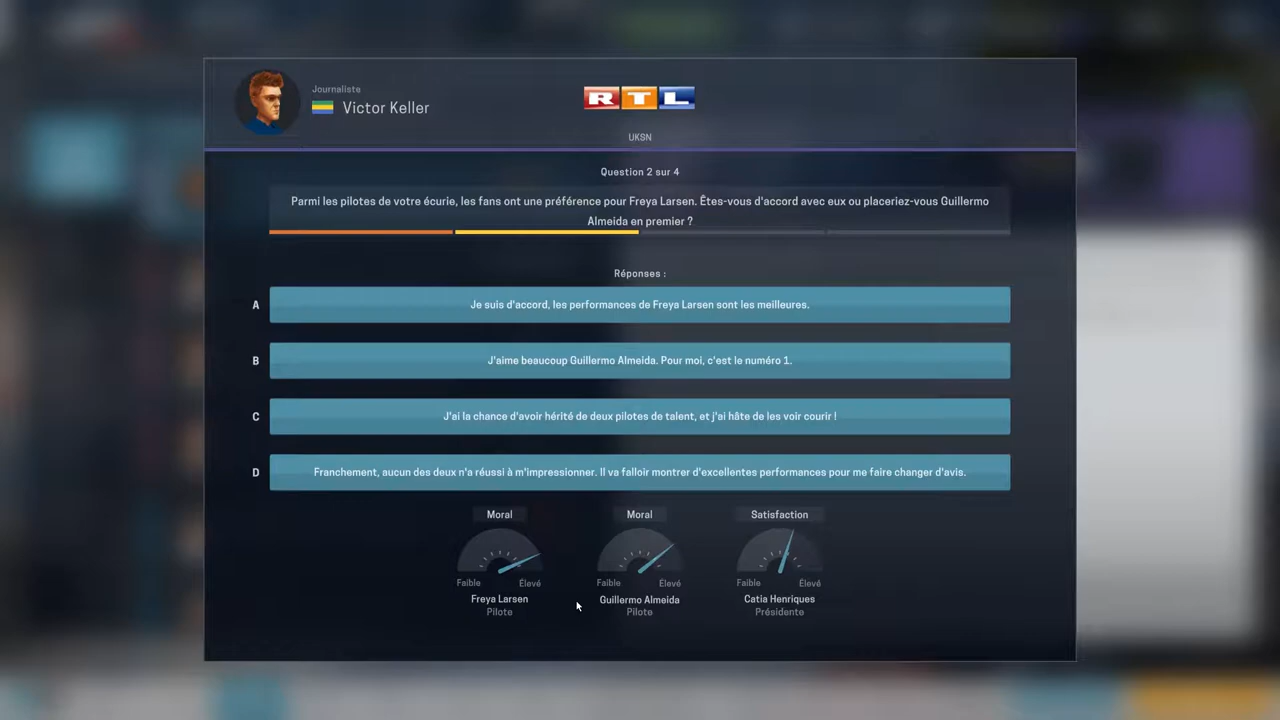 Journaliste
Victor Keller
RTL
UKSN
Question 2 sur 4
Parmi les pilotes de votre écurie, les fans ont une préférence pour Freya Larsen. Êtes-vous d'accord avec eux ou placeriez-vous Guillermo
Almeida en premier ?
Réponses :
A
Je suis d'accord, les performances de Freya Larsen sont les meilleures.
B
J'aime beaucoup Guillermo Almeida. Pour moi, c'est le numéro 1.
C
J'ai la chance d'avoir hérité de deux pilotes de talent, et j'ai hâte de les voir courir !
D
Franchement, aucun des deux n'a réussi à m'impressionner. Il va falloir montrer d'excellentes performances pour me faire changer d'avis.
Moral
Moral
Satisfaction
Faible
Élevé
Faible
Élevé
Faible
Élevé
Freya Larsen
Guillermo Almeida
Catia Henriques
Pilote
Pilote
Présidente